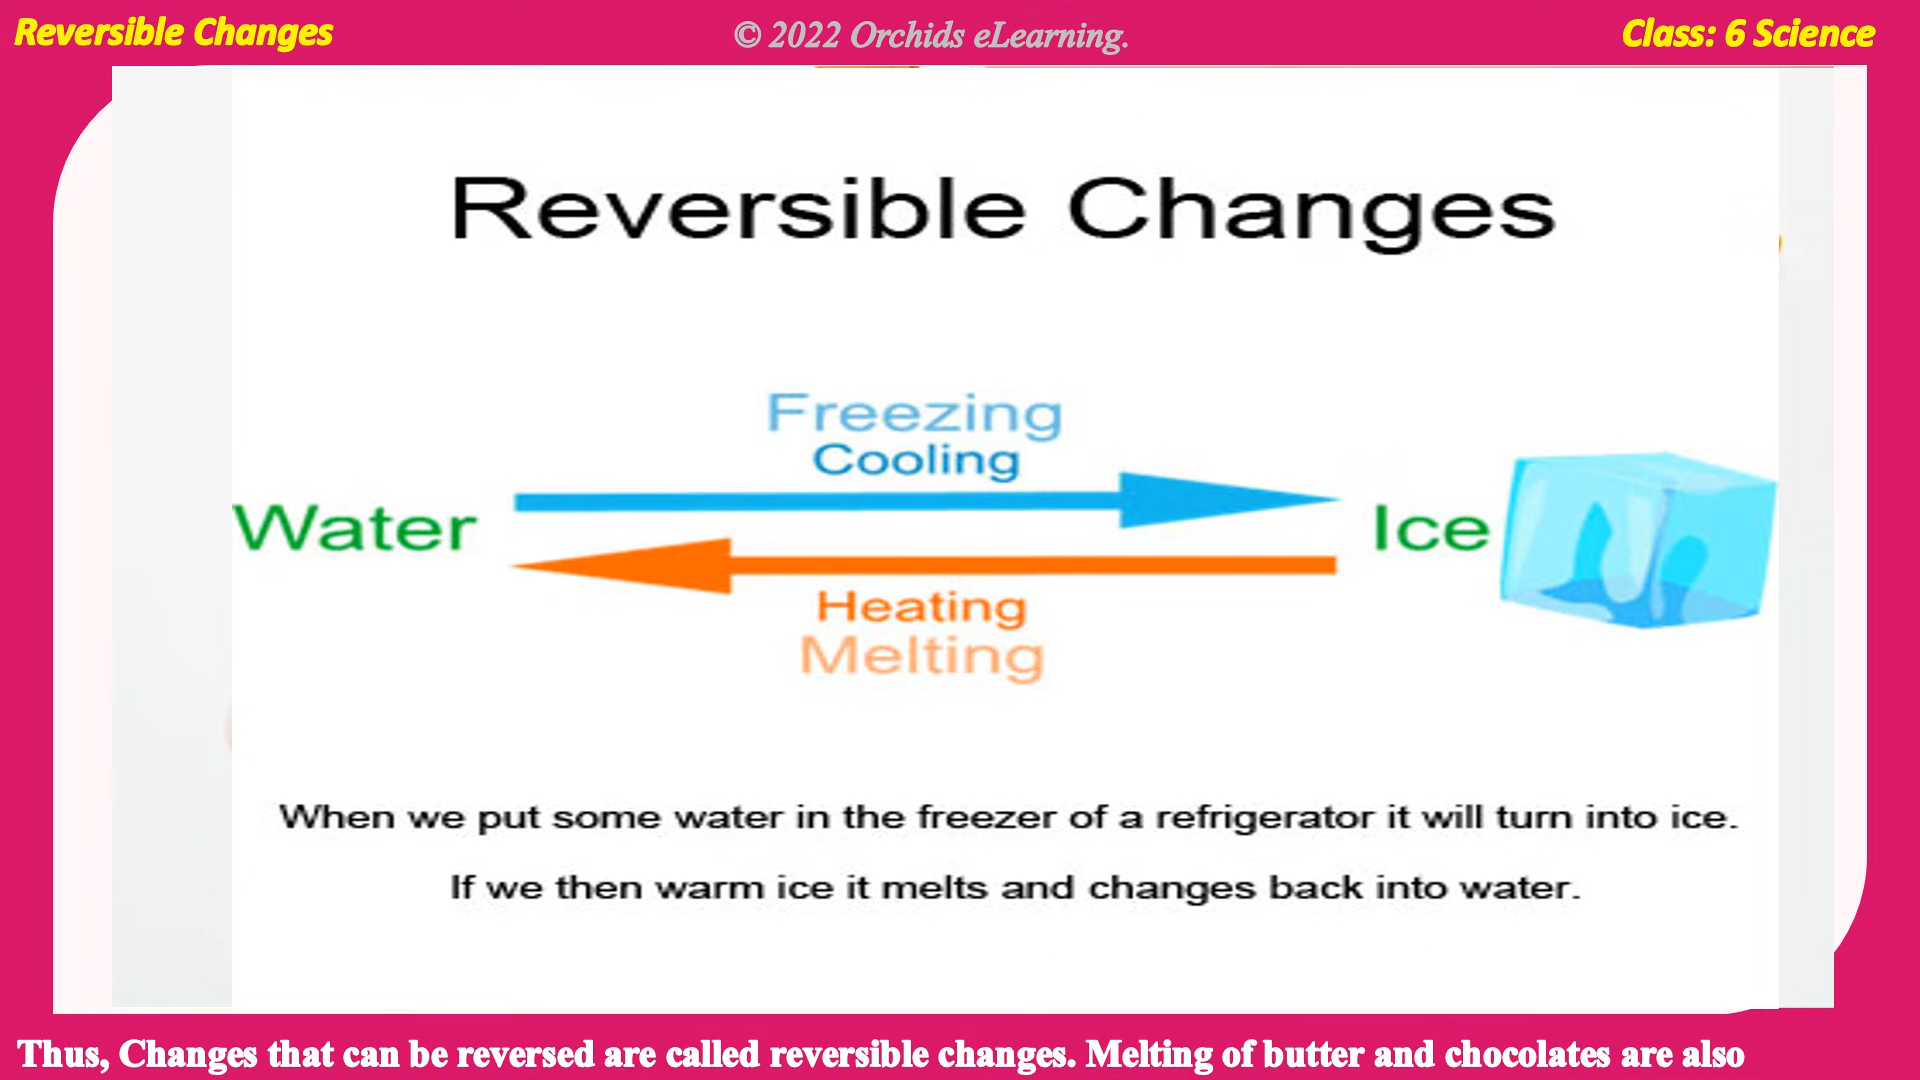 Reversible Changes
© 2022 Orchids eLearning.
Class: 6 Science
Reversible Changes
Freezing
Cooling
Water
Ice
Heating
Melting
When we put some water in the freezer of a refrigerator it will turn into ice.
If we then warm ice it melts and changes back into water.
Thus, Changes that can be reversed are called reversible changes. Melting of butter and chocolates are also